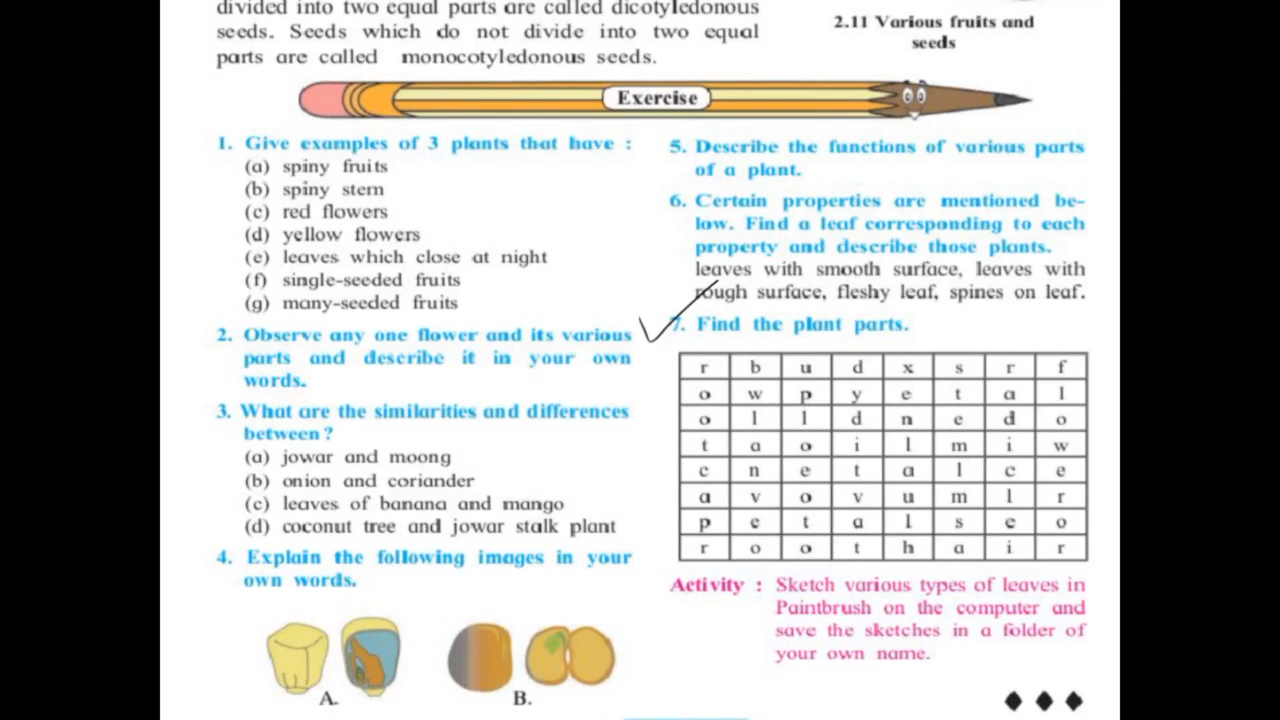 divided into two equal parts are called dicotyledonous
seeds. Seeds which do not divide into two equal
parts are called monocotyledonous seeds.
2.11 Various fruits and
seeds
Exercise
1. Give examples of 3 plants that have :
(a) spiny fruits
(b) spiny stem
(c) red flowers
(d) yellow flowers
(e) leaves which close at night
(f) single-seeded fruits
(g) many-seeded fruits
2. Observe any one flower and its various
parts and describe it in your own
words.
3. What are the similarities and differences
between ?
(a) jowar and moong
(b) onion and coriander
(c) leaves of banana and mango
(d) coconut tree and jowar stalk plant
4. Explain the following images in your
own words.
A.
B.
5. Describe the functions of various parts
of a plant.
6. Certain properties are mentioned be-
low. Find a leaf corresponding to each
property and describe those plants.
leaves with smooth surface, leaves with
rough surface, fleshy leaf, spines on leaf.
7. Find the plant parts.
r b u d x s r f
o w p y e t a l
o l l d n e d o
t a o i l m i w
c n e t a l c e
a v o v u m l r
p e t a l s e o
r o o t h a i r
Activity : Sketch various types of leaves in
Paintbrush on the computer and
save the sketches in a folder of
your own name.